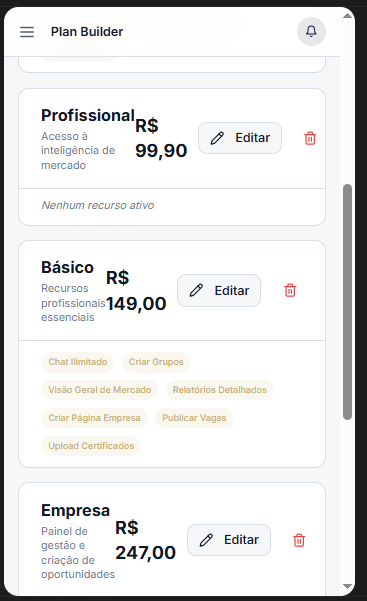 Plan Builder
Profissional
Acesso à
inteligência de
mercado
R$
99,90
Editar
Nenhum recurso ativo
Básico
Recursos
profissionais
essenciais
R$
149,00
Editar
Chat Ilimitado
Criar Grupos
Visão Geral de Mercado
Relatórios Detalhados
Criar Página Empresa
Publicar Vagas
Upload Certificados
Empresa
Painel de
gestão e
criação de
oportunidades
R$
247,00
Editar